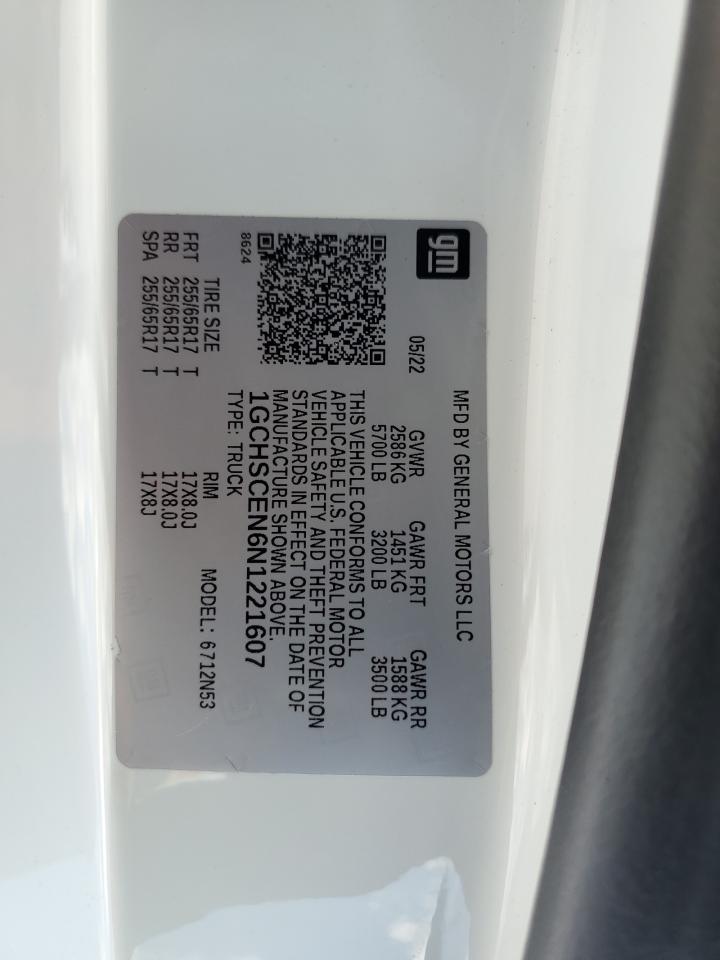 gm
MFD BY GENERAL MOTORS LLC
05/22 GVWR GAWR FRT GAWR RR
2586 KG 1451 KG 1588 KG
5700 LB 3200 LB 3500 LB
THIS VEHICLE CONFORMS TO ALL
APPLICABLE U.S. FEDERAL MOTOR
VEHICLE SAFETY AND THEFT PREVENTION
STANDARDS IN EFFECT ON THE DATE OF
MANUFACTURE SHOWN ABOVE.
1GCHSCEN6N1221607
8624 TYPE: TRUCK
TIRE SIZE RIM MODEL: 6712N53
FRT 255/65R17 T 17X8.0J
RR 255/65R17 T 17X8.0J
SPA 255/65R17 T 17X8J